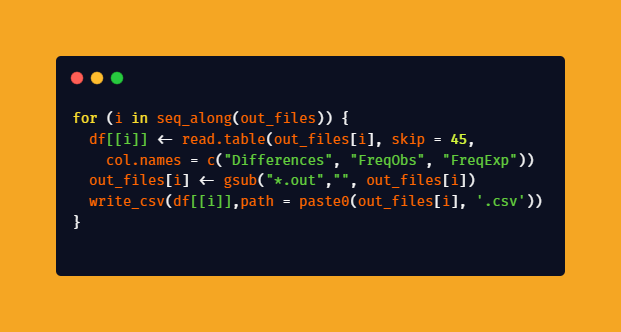 for (i in seq_along(out_files)) {
  df[[i]] <- read.table(out_files[i], skip = 45,
    col.names = c("Differences", "FreqObs", "FreqExp"))
  out_files[i] <- gsub("*.out","", out_files[i])
  write_csv(df[[i]],path = paste0(out_files[i], '.csv'))
}